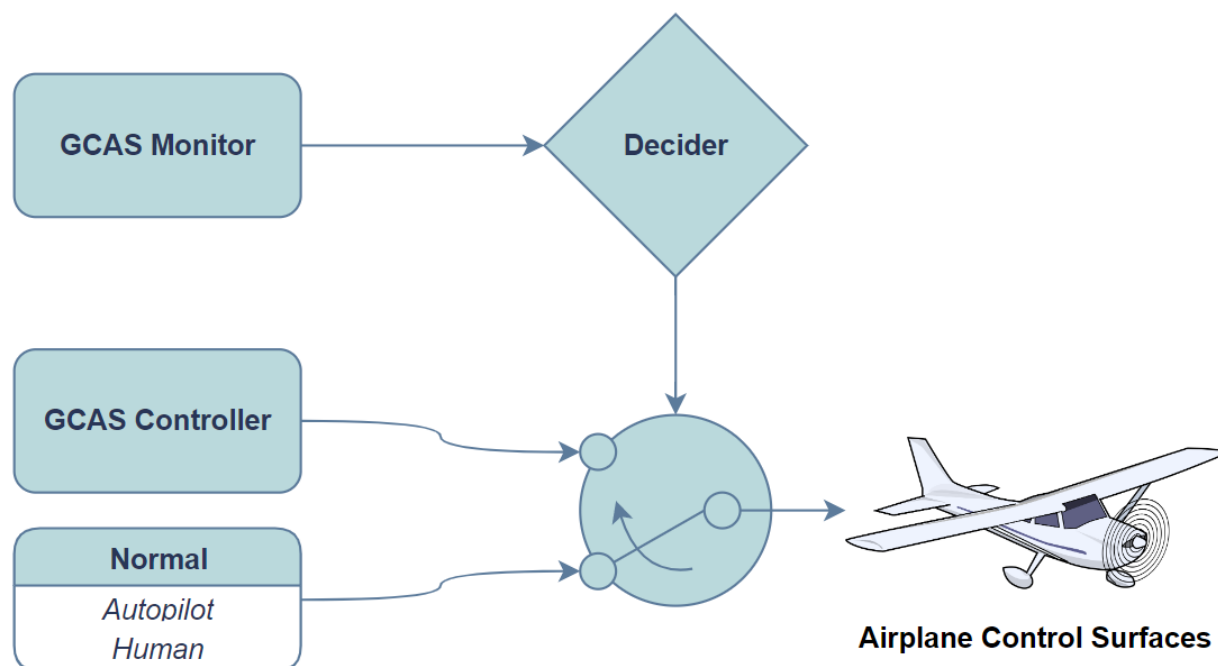 GCAS Monitor
Decider
GCAS Controller
Normal
Autopilot
Human
Airplane Control Surfaces